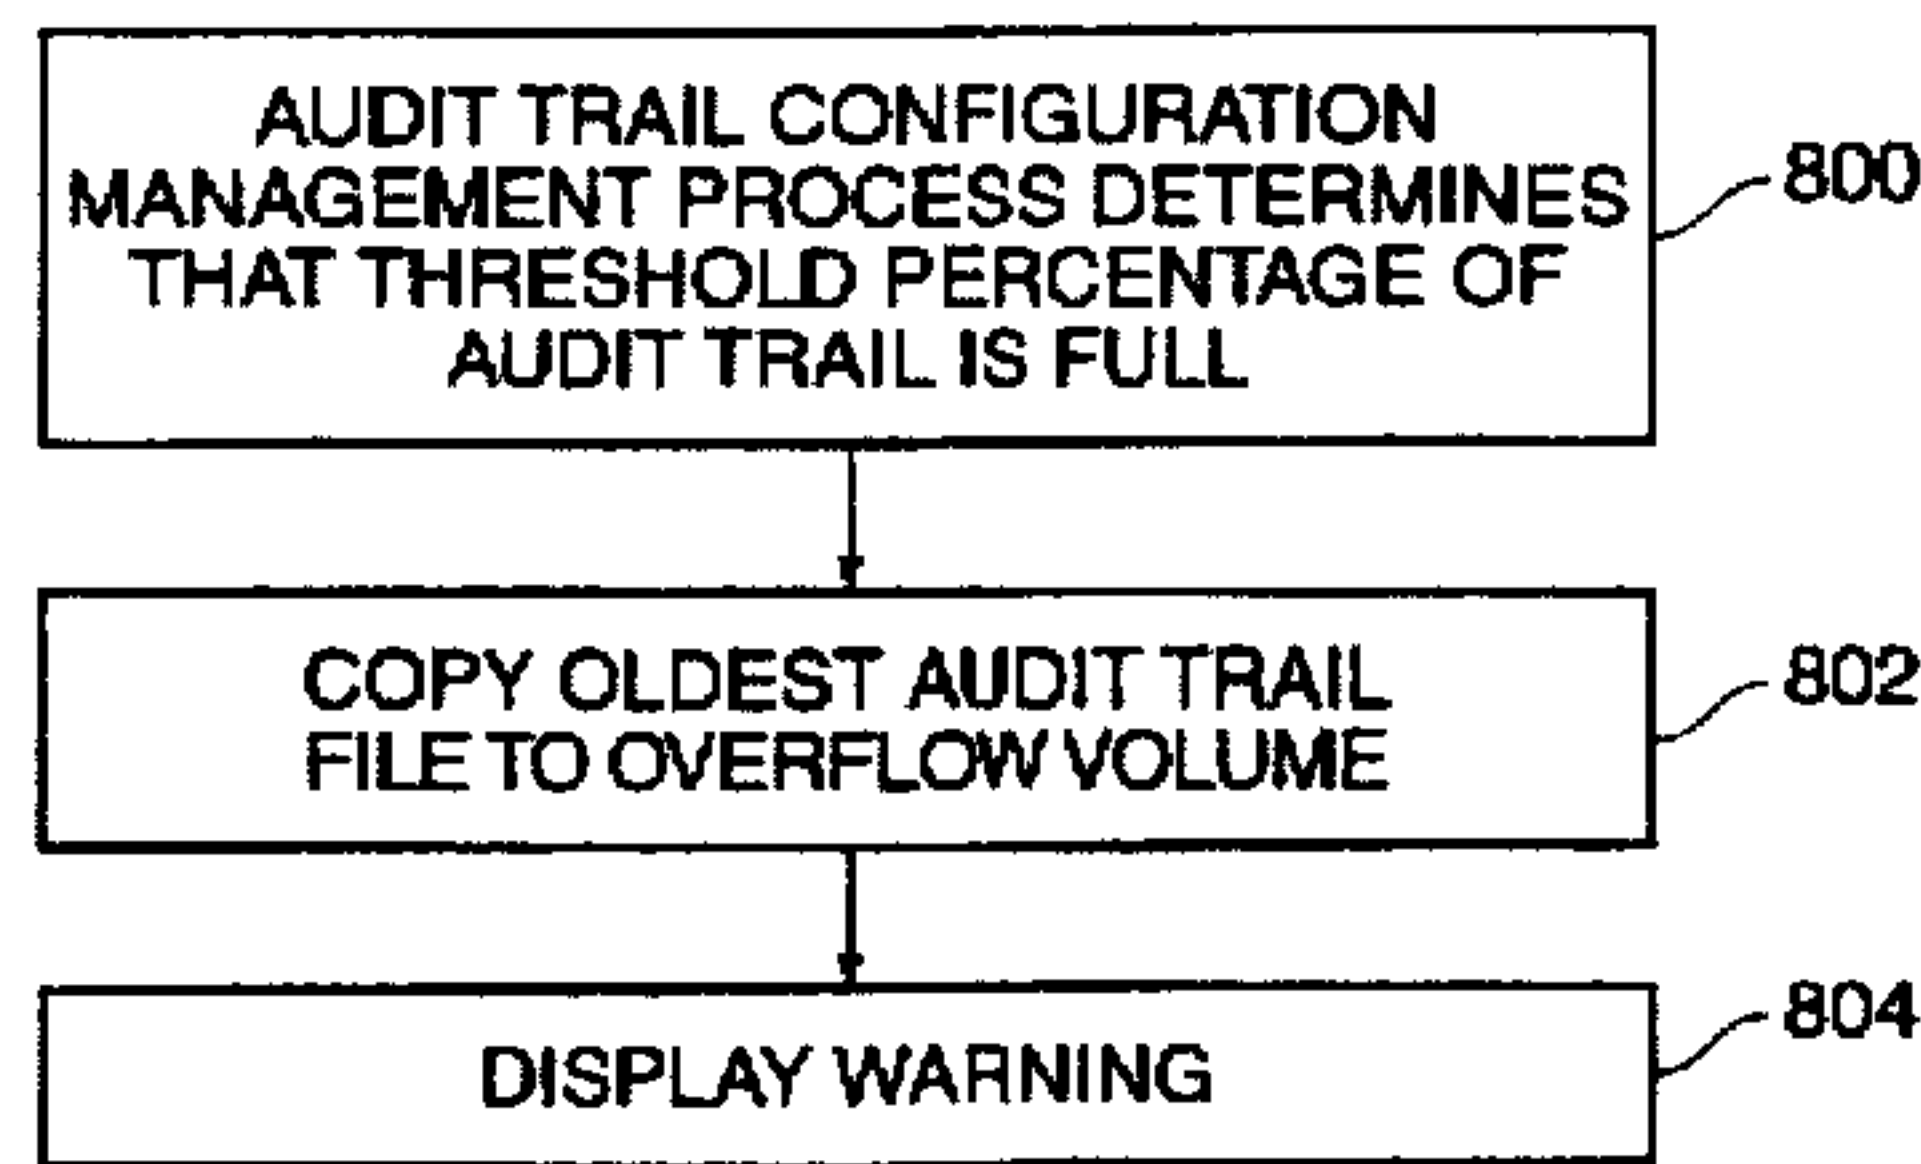 AUDIT TRAIL CONFIGURATION
MANAGEMENT PROCESS DETERMINES
THAT THRESHOLD PERCENTAGE OF
AUDIT TRAIL IS FULL
800
COPY OLDEST AUDIT TRAIL
FILE TO OVERFLOW VOLUME
802
DISPLAY WARNING
804